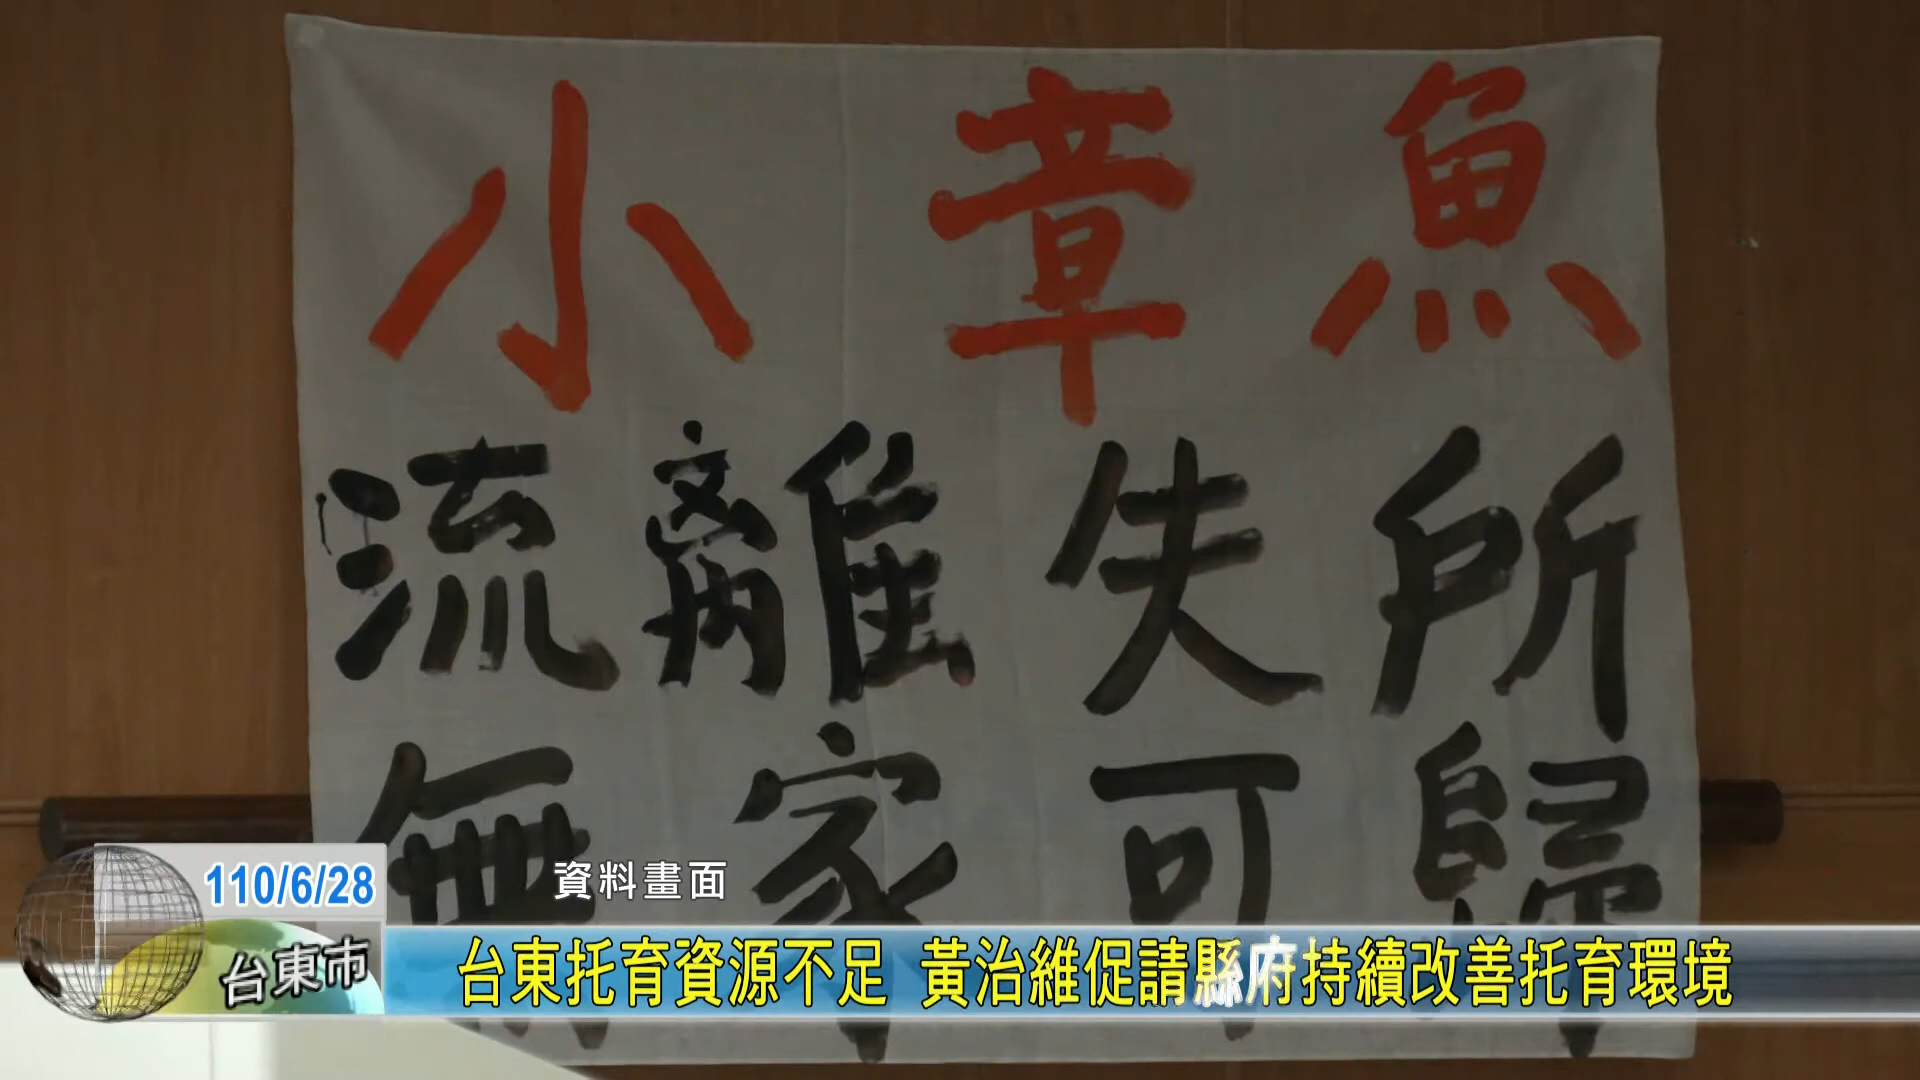 小章魚
流離失所
無家可歸
110/6/28
資料畫面
台東市
台東托育資源不足 黃治維促請縣府持續改善托育環境